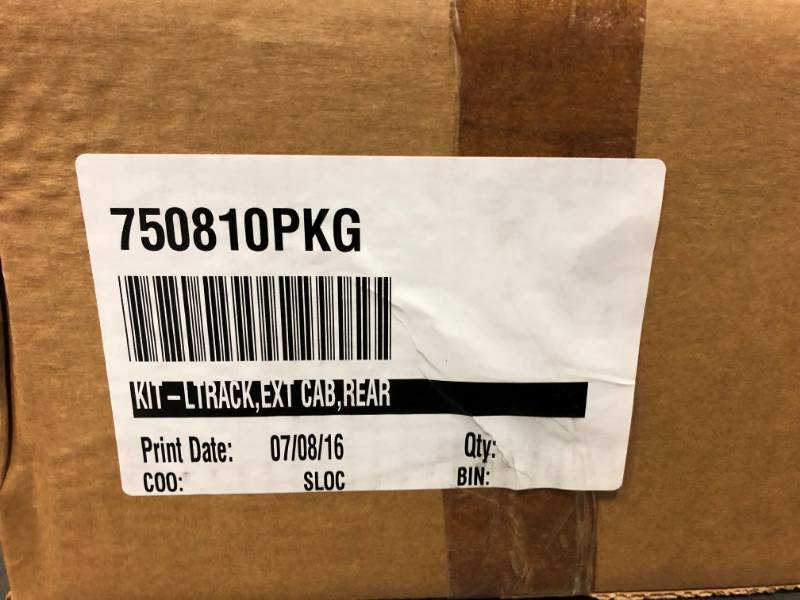 750810PKG
KIT-LTRACK,EXT CAB,REAR
Print Date: 07/08/16 Qty:
COO: SLOC BIN: